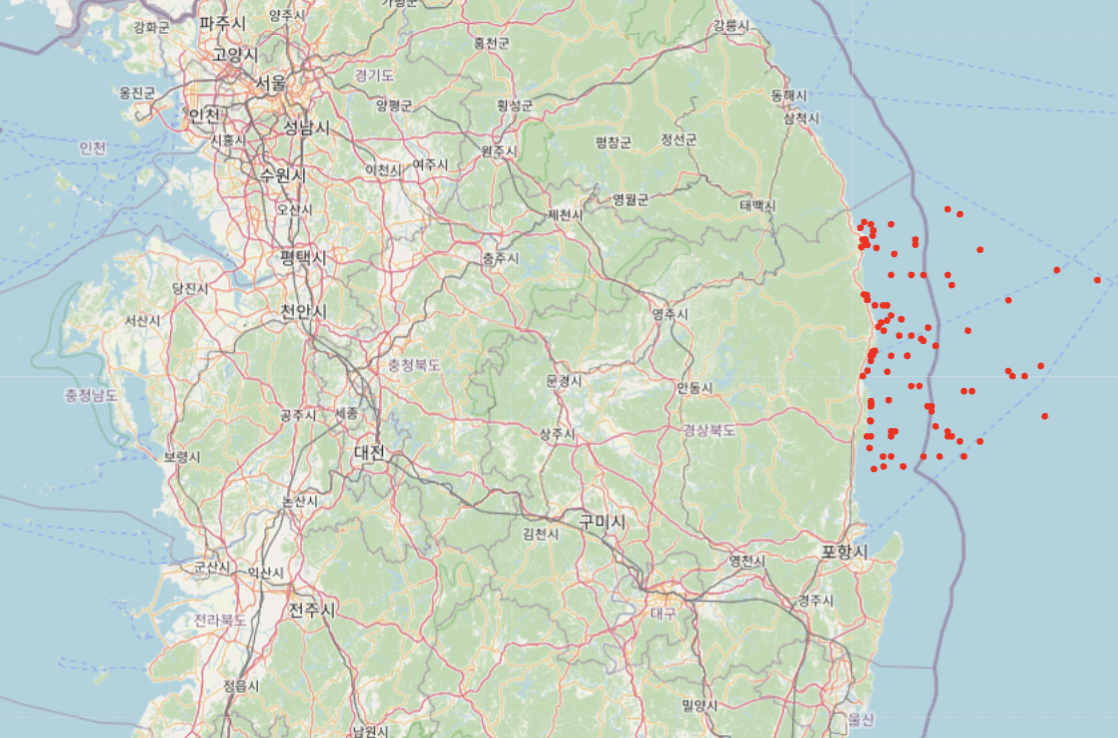 가평군
양주시
파주시
강화군
강릉시
홍천군
고양시
경기도
서울
옹진군
동해시
양평군
횡성군
인천
삼척시
성남시
시흥시
평창군
정선군
인천
원주시
여주시
이천시
수원시
영월군
태백시
오산시
제천시
평택시
충주시
당진시
천안시
영주시
서산시
충청북도
문경시
안동시
충청남도
공주시
세종
상주시
경상북도
대전
보령시
논산시
구미시
김천시
포항시
영천시
군산시
익산시
경주시
전주시
대구
전라북도
정읍시
밀양시
울산
남원시